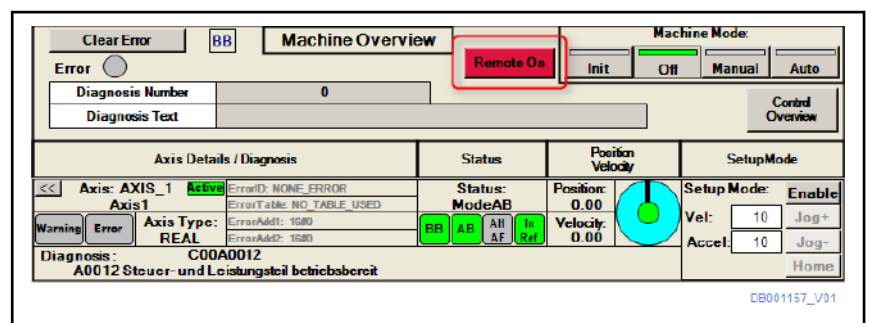 Clear Error BB Machine Overview Machine Mode:
Error Remote On Init Off Manual Auto
Diagnosis Number 0
Diagnosis Text Control Overview
Axis Details / Diagnosis Status Position Velocity SetupMode
<< Axis: AXIS_1 Active ErrorID: NONE_ERROR Status: Position: Setup Mode: Enable
Axis1 ErrorTable: NO_TABLE_USED ModeAB 0.00
Warning Error Axis Type: ErrorAdd1: 16#0 BB AB AH AF In Ref Velocity: Vel: 10 Jog+
REAL ErrorAdd2: 16#0 0.00 Accel: 10 Jog-
Diagnosis: C00A0012
A0012 Steuer- und Leistungsteil betriebsbereit Home
DB001157_V01